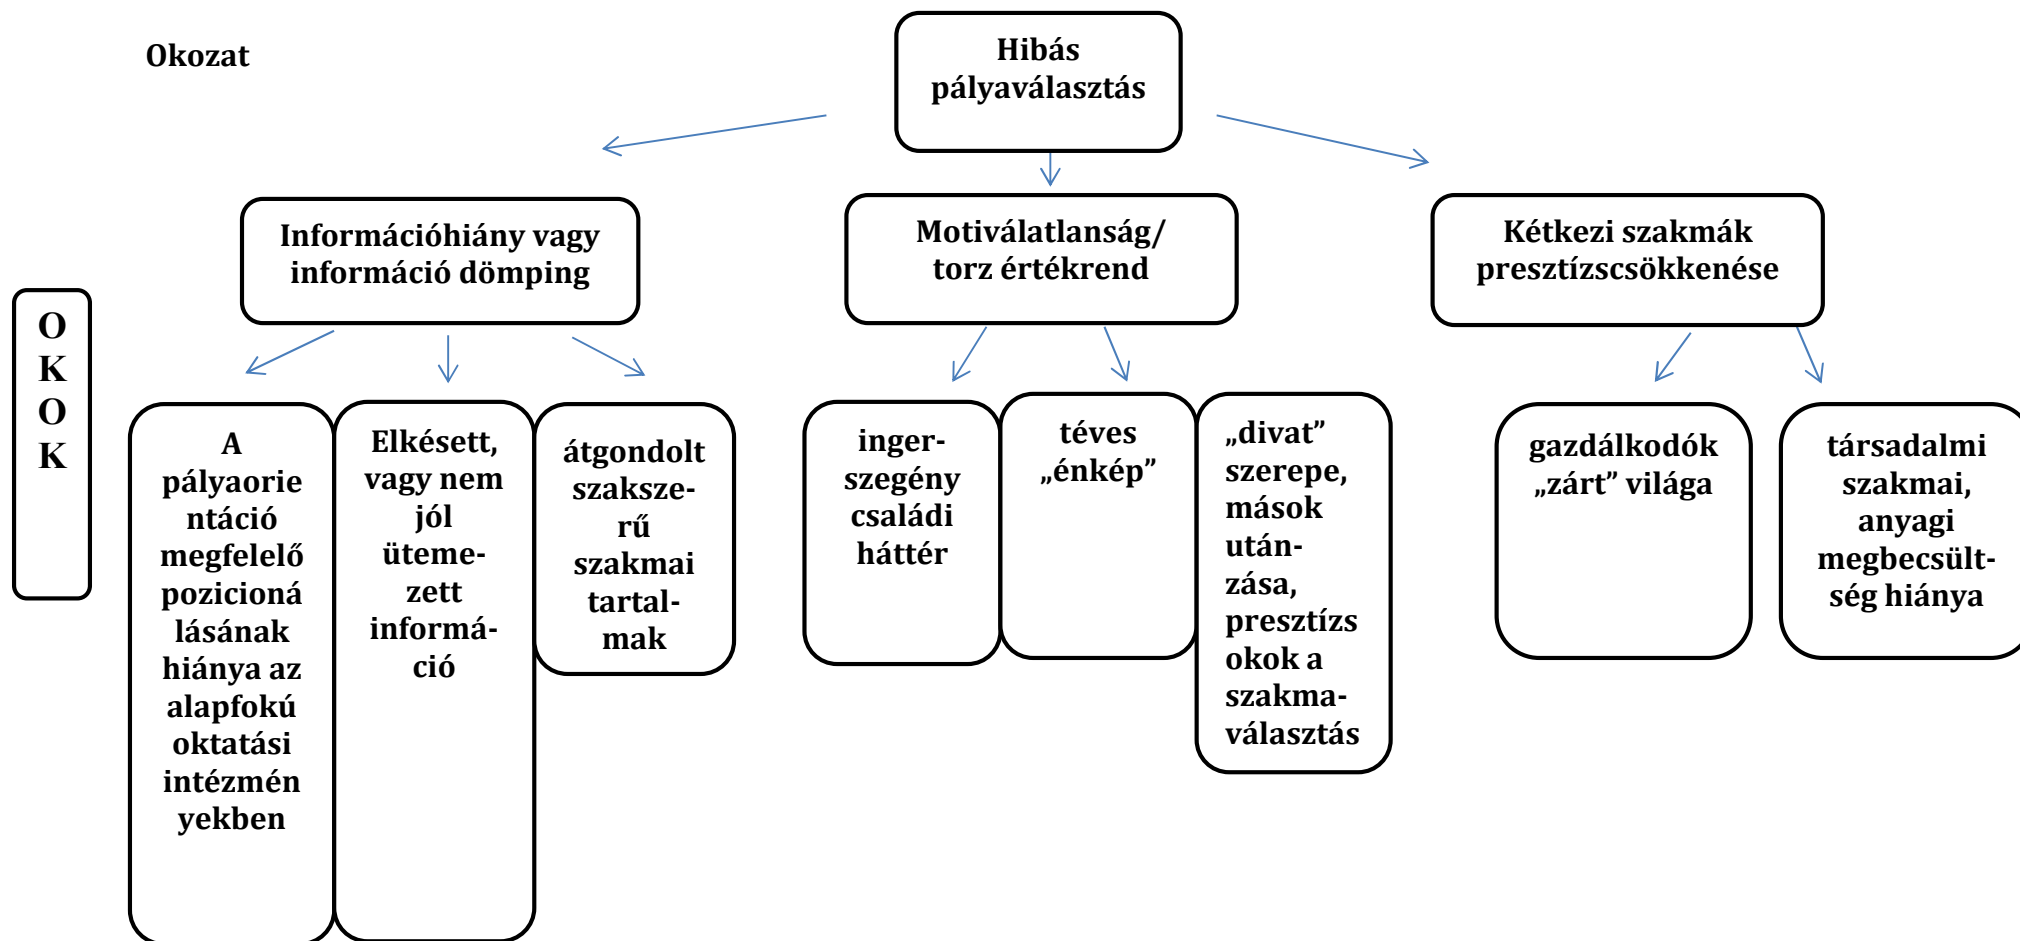 Okozat
Hibás
pályaválasztás
Információhiány vagy
információ dömping
Motiválatlanság/
torz értékrend
Kétkezi szakmák
presztízscsökkenése
O
K
O
K
A
pályaorie
ntáció
megfelelő
pozicioná
lásának
hiánya az
alapfokú
oktatási
intézmén
yekben
Elkésett,
vagy nem
jól
üteme-
zett
informá-
ció
átgondolt
szaksze-
rű
szakmai
tartal-
mak
inger-
szegény
családi
háttér
téves
„énkép”
„divat”
szerepe,
mások
után-
zása,
presztízs
okok a
szakma-
választás
gazdálkodók
„zárt” világa
társadalmi
szakmai,
anyagi
megbecsült-
ség hiánya